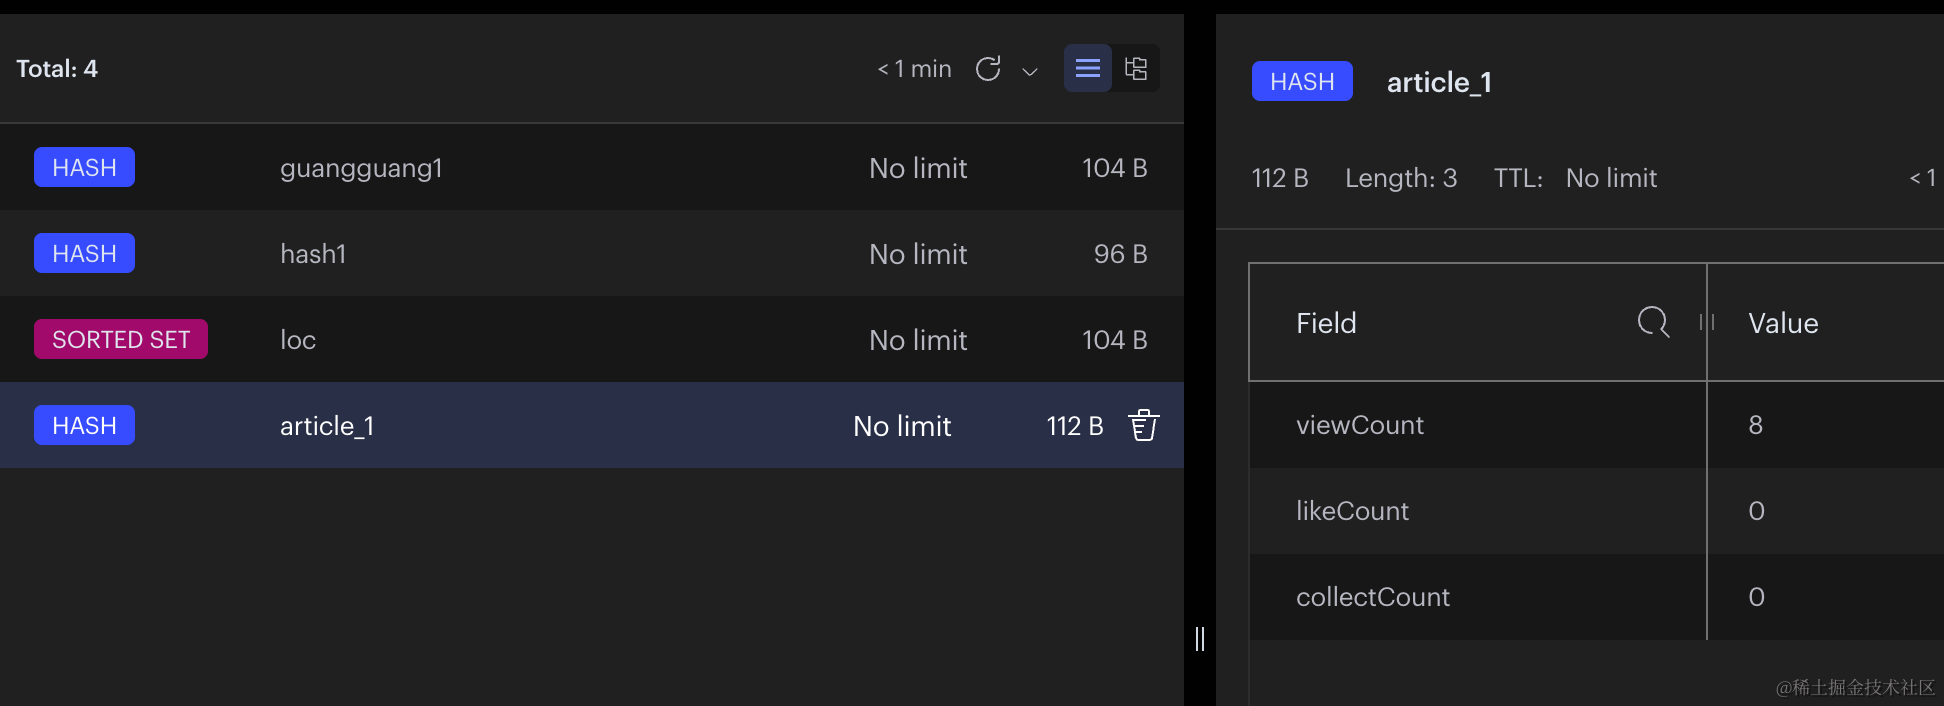 Total: 4
< 1 min
HASH guangguang1 No limit 104 B
HASH hash1 No limit 96 B
SORTED SET loc No limit 104 B
HASH article_1 No limit 112 B
HASH article_1
112 B Length: 3 TTL: No limit < 1
Field Value
viewCount 8
likeCount 0
collectCount 0
@稀土掘金技术社区